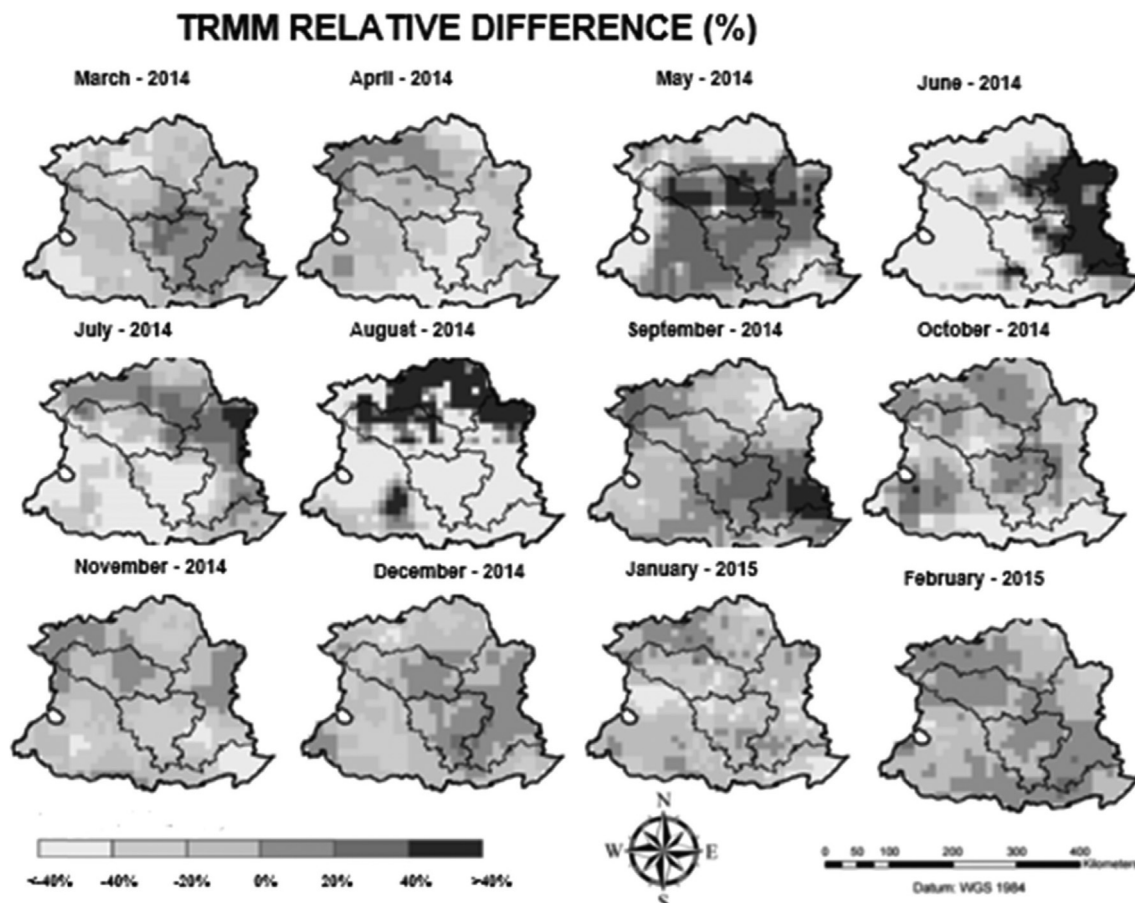 TRMM RELATIVE DIFFERENCE (%)
March - 2014 April - 2014 May - 2014 June - 2014
July - 2014 August - 2014 September - 2014 October - 2014
November - 2014 December - 2014 January - 2015 February - 2015
N
W E
S
<-40% -40% -20% 0% 20% 40% >40%
0 50 100 200 300 400
Kilometers
Datum: WGS 1984